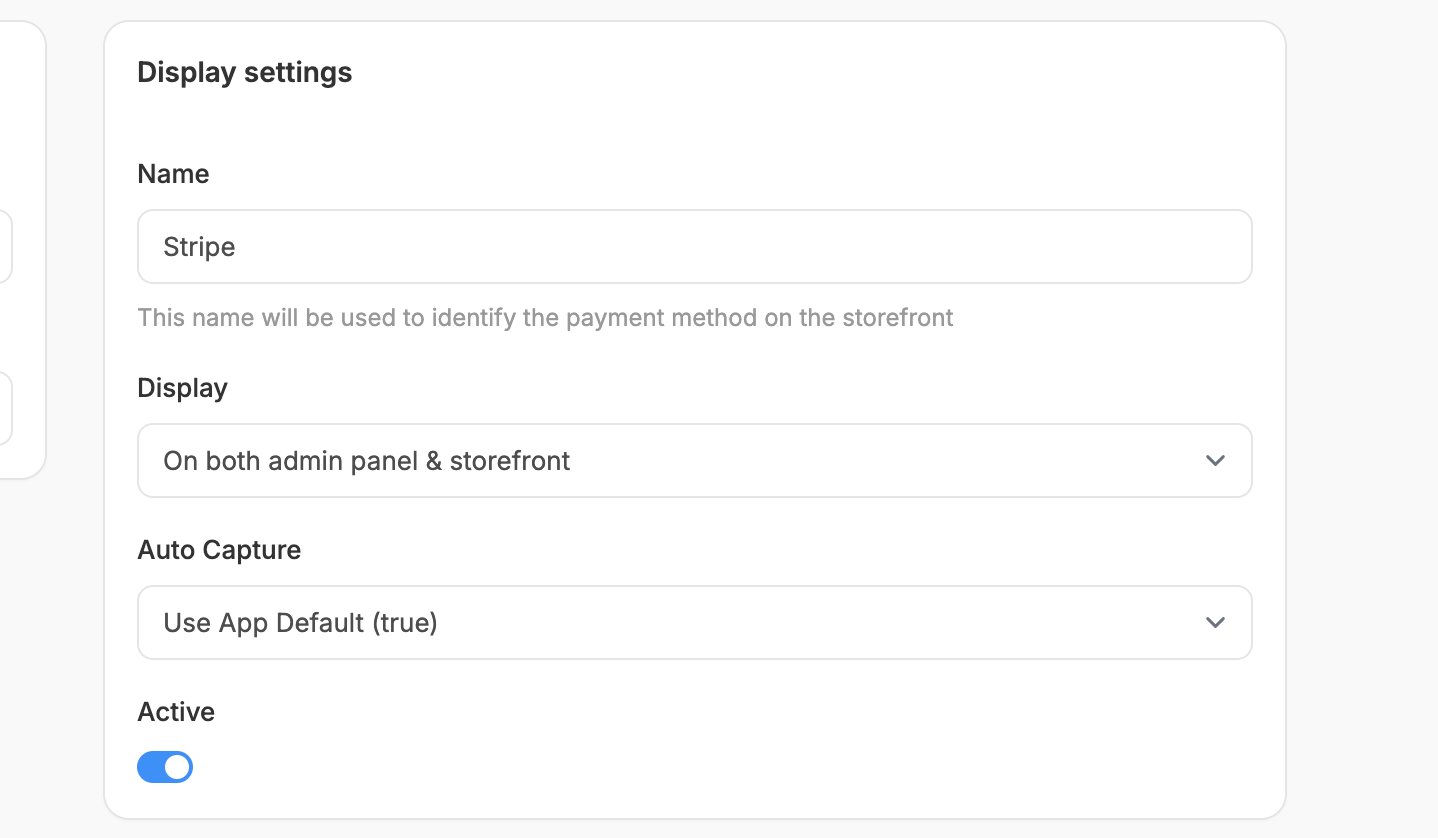 Display settings
Name
Stripe
This name will be used to identify the payment method on the storefront
Display
On both admin panel & storefront
Auto Capture
Use App Default (true)
Active